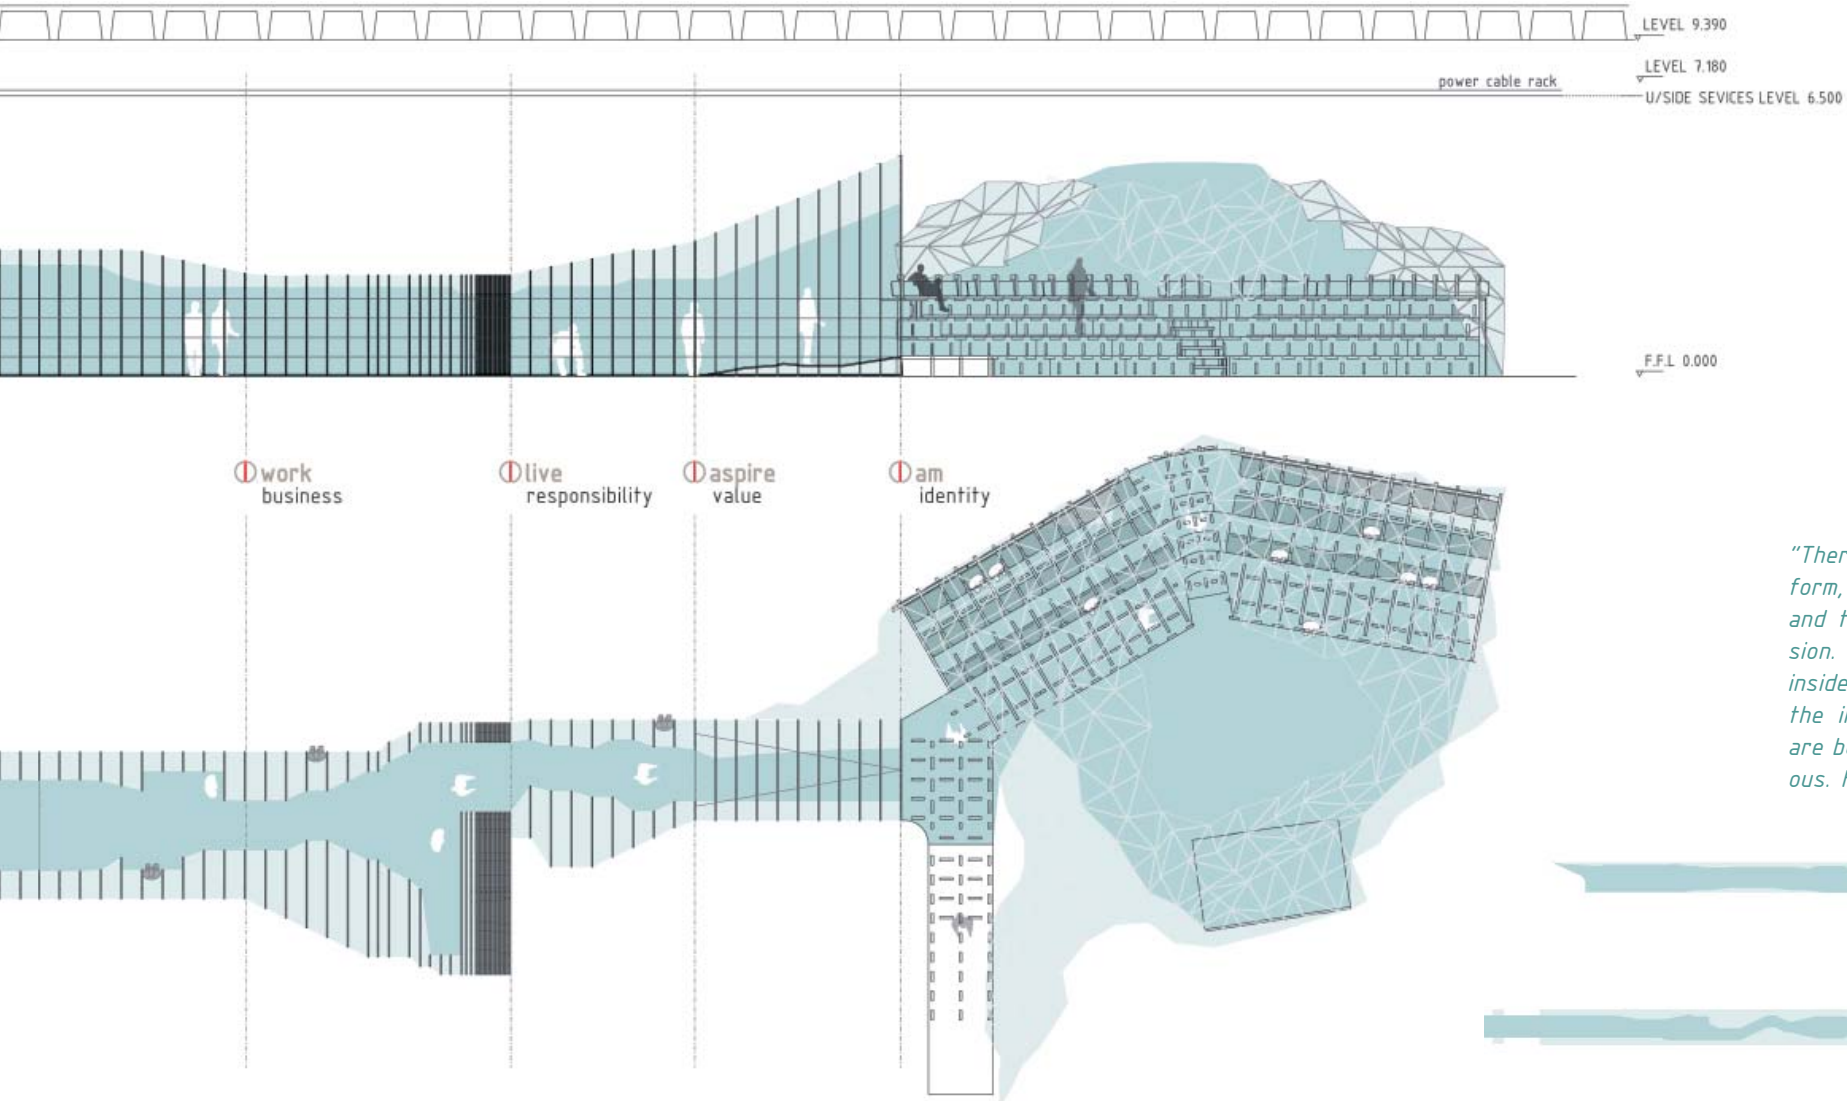 LEVEL 9.390
LEVEL 7.180
power cable rack
U/SIDE SEVICES LEVEL 6.500
F.F.L 0.000
work
business
live
responsibility
aspire
value
am
identity
"Ther
form,
and t
sion.
inside
the i
are b
ous.